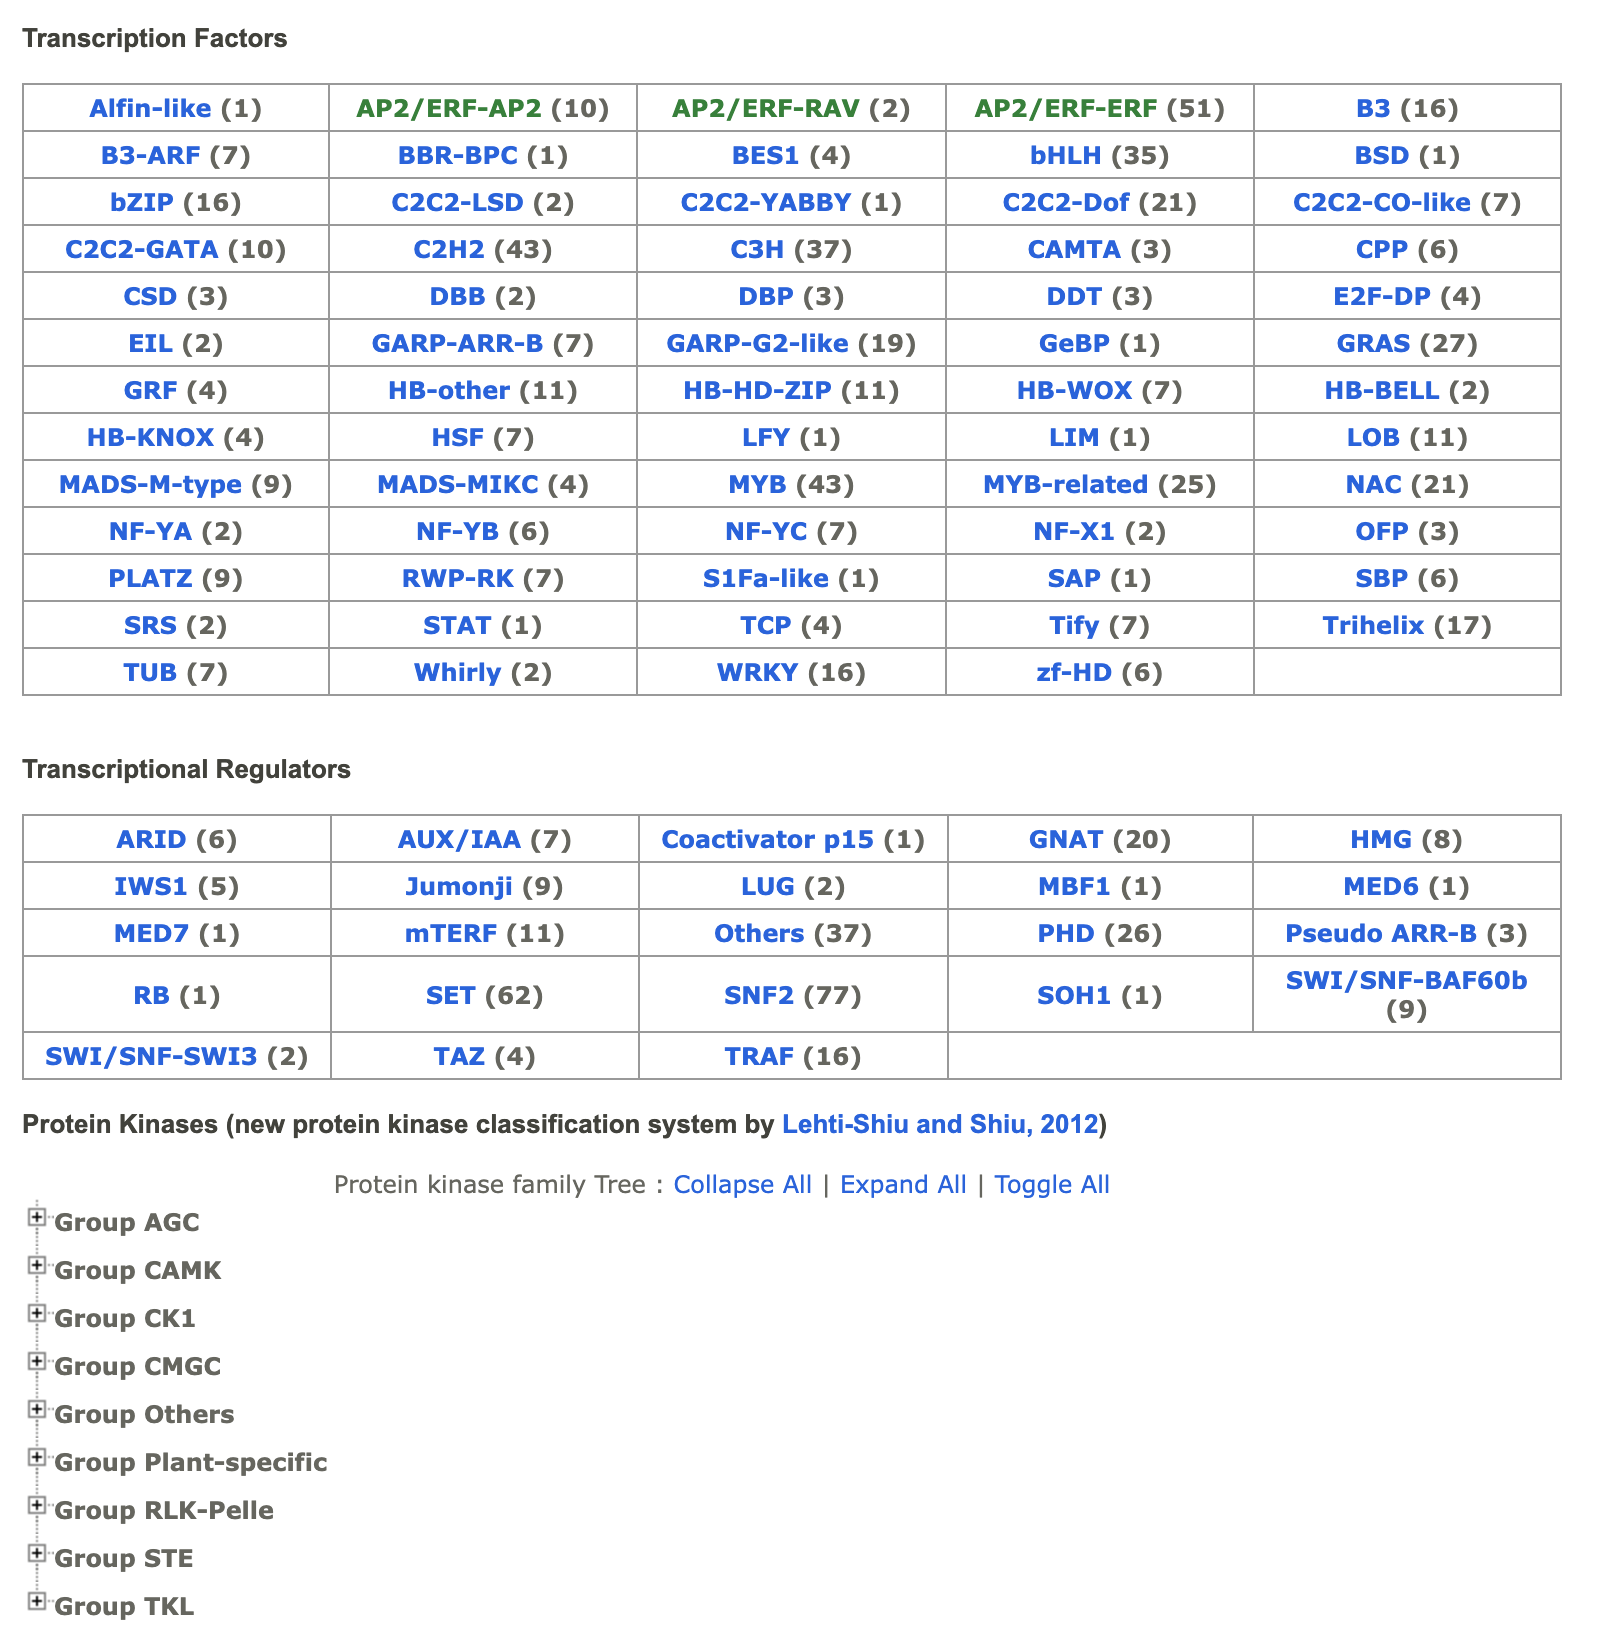 Transcription Factors
Alfin-like (1) AP2/ERF-AP2 (10) AP2/ERF-RAV (2) AP2/ERF-ERF (51) B3 (16)
B3-ARF (7) BBR-BPC (1) BES1 (4) bHLH (35) BSD (1)
bZIP (16) C2C2-LSD (2) C2C2-YABBY (1) C2C2-Dof (21) C2C2-CO-like (7)
C2C2-GATA (10) C2H2 (43) C3H (37) CAMTA (3) CPP (6)
CSD (3) DBB (2) DBP (3) DDT (3) E2F-DP (4)
EIL (2) GARP-ARR-B (7) GARP-G2-like (19) GeBP (1) GRAS (27)
GRF (4) HB-other (11) HB-HD-ZIP (11) HB-WOX (7) HB-BELL (2)
HB-KNOX (4) HSF (7) LFY (1) LIM (1) LOB (11)
MADS-M-type (9) MADS-MIKC (4) MYB (43) MYB-related (25) NAC (21)
NF-YA (2) NF-YB (6) NF-YC (7) NF-X1 (2) OFP (3)
PLATZ (9) RWP-RK (7) S1Fa-like (1) SAP (1) SBP (6)
SRS (2) STAT (1) TCP (4) Tify (7) Trihelix (17)
TUB (7) Whirly (2) WRKY (16) zf-HD (6)
Transcriptional Regulators
ARID (6) AUX/IAA (7) Coactivator p15 (1) GNAT (20) HMG (8)
IWS1 (5) Jumonji (9) LUG (2) MBF1 (1) MED6 (1)
MED7 (1) mTERF (11) Others (37) PHD (26) Pseudo ARR-B (3)
RB (1) SET (62) SNF2 (77) SOH1 (1) SWI/SNF-BAF60b
(9)
SWI/SNF-SWI3 (2) TAZ (4) TRAF (16)
Protein Kinases (new protein kinase classification system by Lehti-Shiu and Shiu, 2012)
Protein kinase family Tree : Collapse All | Expand All | Toggle All
Group AGC
Group CAMK
Group CK1
Group CMGC
Group Others
Group Plant-specific
Group RLK-Pelle
Group STE
Group TKL